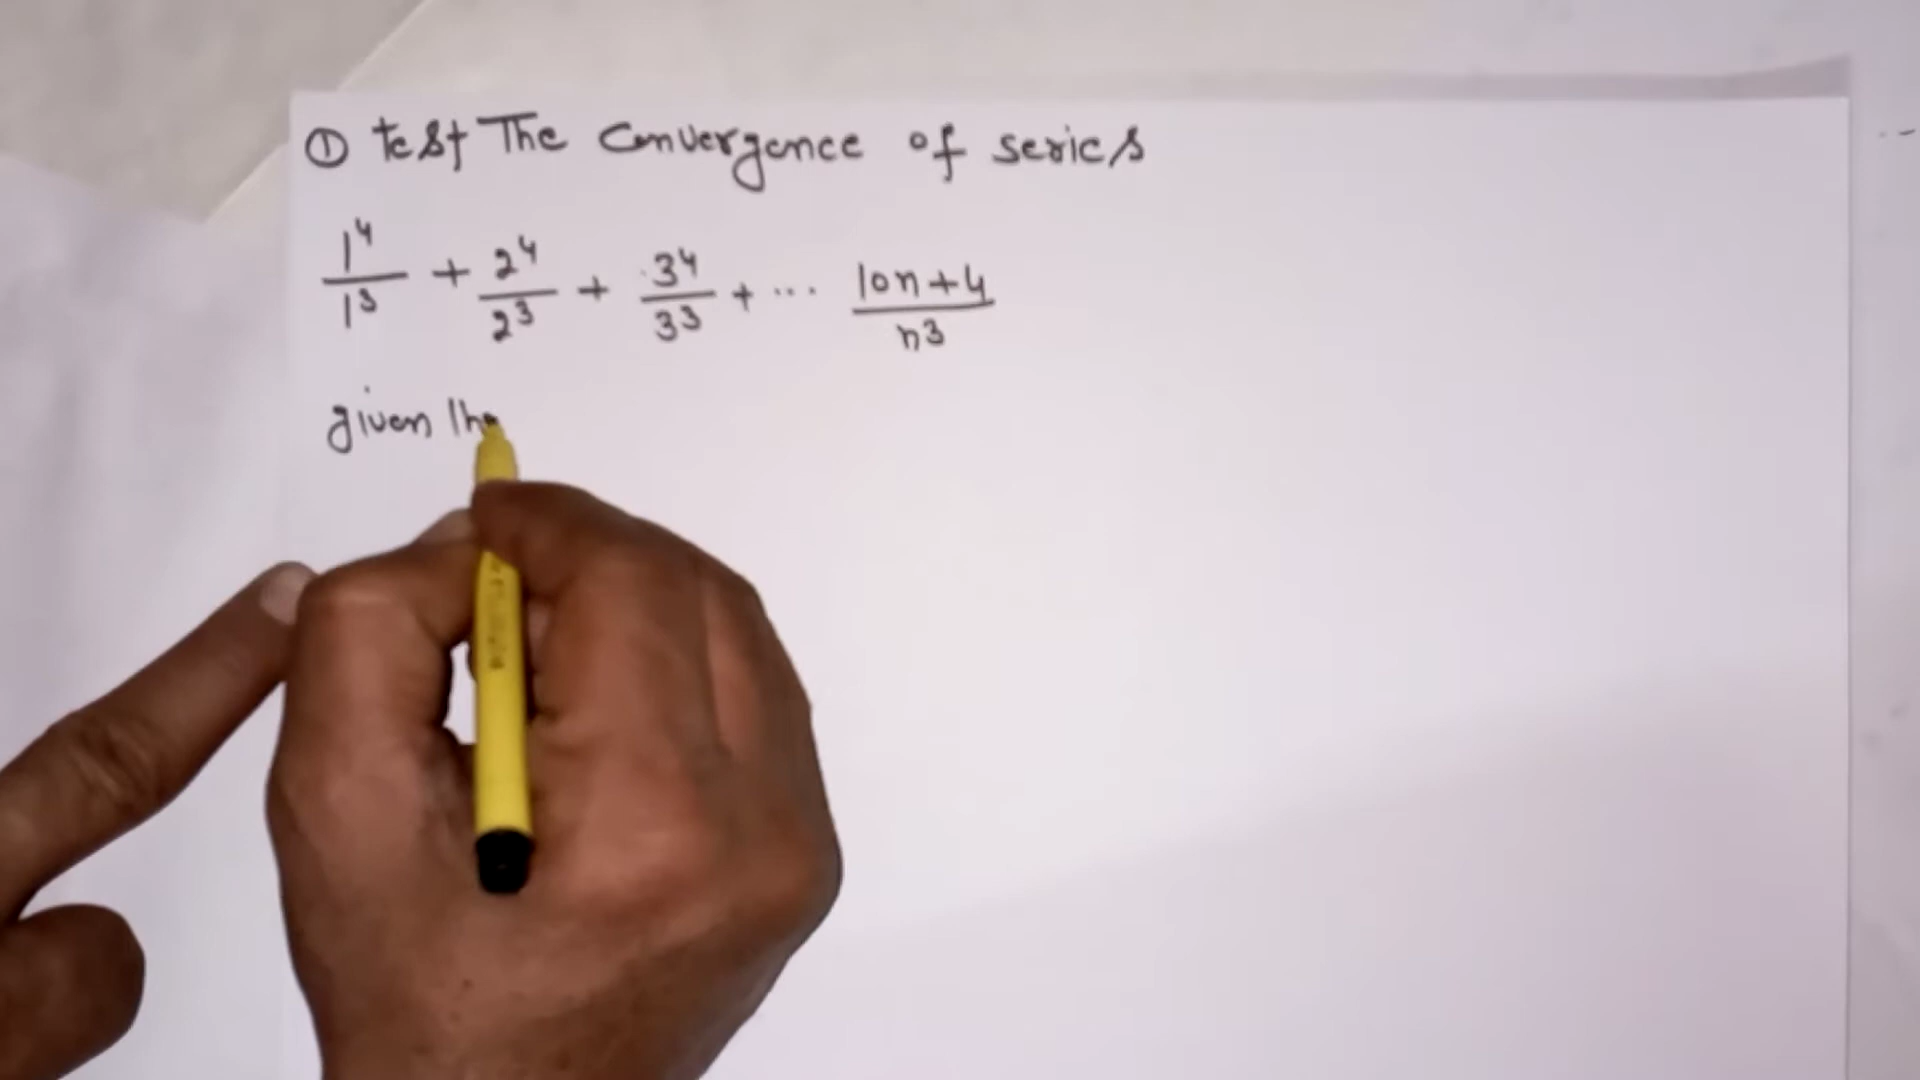 ① Test The Convergence of series
1⁴/1³ + 2⁴/2³ + 3⁴/3³ + ... 10n+4/n3
given